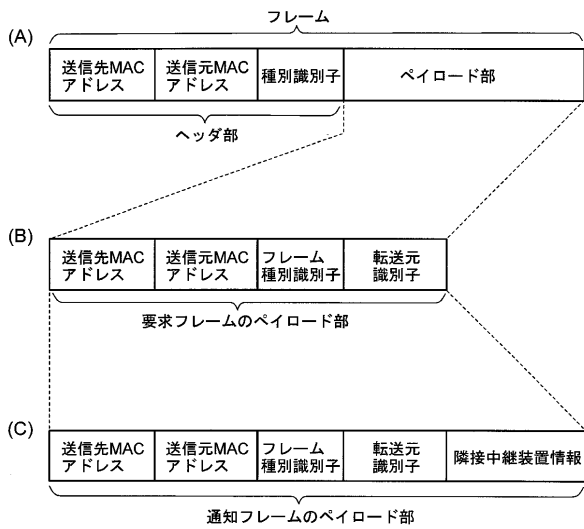 フレーム
(A)
送信先MAC
アドレス
送信元MAC
アドレス
種別識別子
ペイロード部
ヘッダ部
(B)
送信先MAC
アドレス
送信元MAC
アドレス
フレーム
種別識別子
転送元
識別子
要求フレームのペイロード部
(C)
送信先MAC
アドレス
送信元MAC
アドレス
フレーム
種別識別子
転送元
識別子
隣接中継装置情報
通知フレームのペイロード部